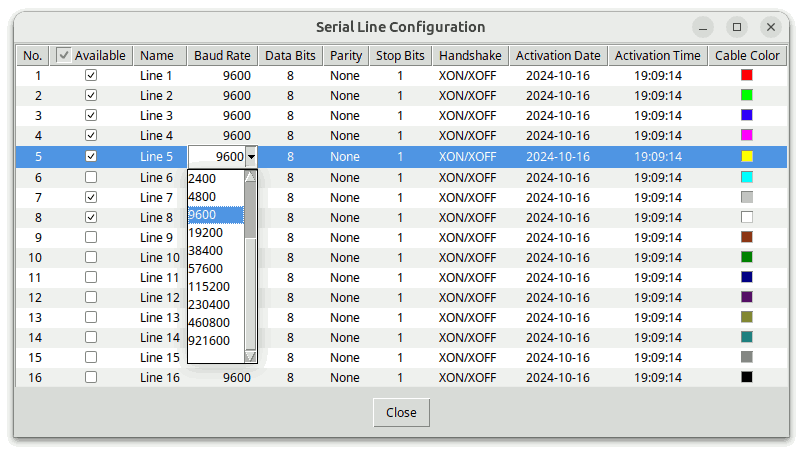 Serial Line Configuration
No. Available Name Baud Rate Data Bits Parity Stop Bits Handshake Activation Date Activation Time Cable Color
1 Line 1 9600 8 None 1 XON/XOFF 2024-10-16 19:09:14
2 Line 2 9600 8 None 1 XON/XOFF 2024-10-16 19:09:14
3 Line 3 9600 8 None 1 XON/XOFF 2024-10-16 19:09:14
4 Line 4 9600 8 None 1 XON/XOFF 2024-10-16 19:09:14
5 Line 5 9600 8 None 1 XON/XOFF 2024-10-16 19:09:14
6 Line 6 2400 8 None 1 XON/XOFF 2024-10-16 19:09:14
7 Line 7 4800 8 None 1 XON/XOFF 2024-10-16 19:09:14
8 Line 8 9600 8 None 1 XON/XOFF 2024-10-16 19:09:14
9 Line 9 19200 8 None 1 XON/XOFF 2024-10-16 19:09:14
10 Line 10 38400 8 None 1 XON/XOFF 2024-10-16 19:09:14
11 Line 11 57600 8 None 1 XON/XOFF 2024-10-16 19:09:14
12 Line 12 115200 8 None 1 XON/XOFF 2024-10-16 19:09:14
13 Line 13 230400 8 None 1 XON/XOFF 2024-10-16 19:09:14
14 Line 14 460800 8 None 1 XON/XOFF 2024-10-16 19:09:14
15 Line 15 921600 8 None 1 XON/XOFF 2024-10-16 19:09:14
16 Line 16 9600 8 None 1 XON/XOFF 2024-10-16 19:09:14
Close